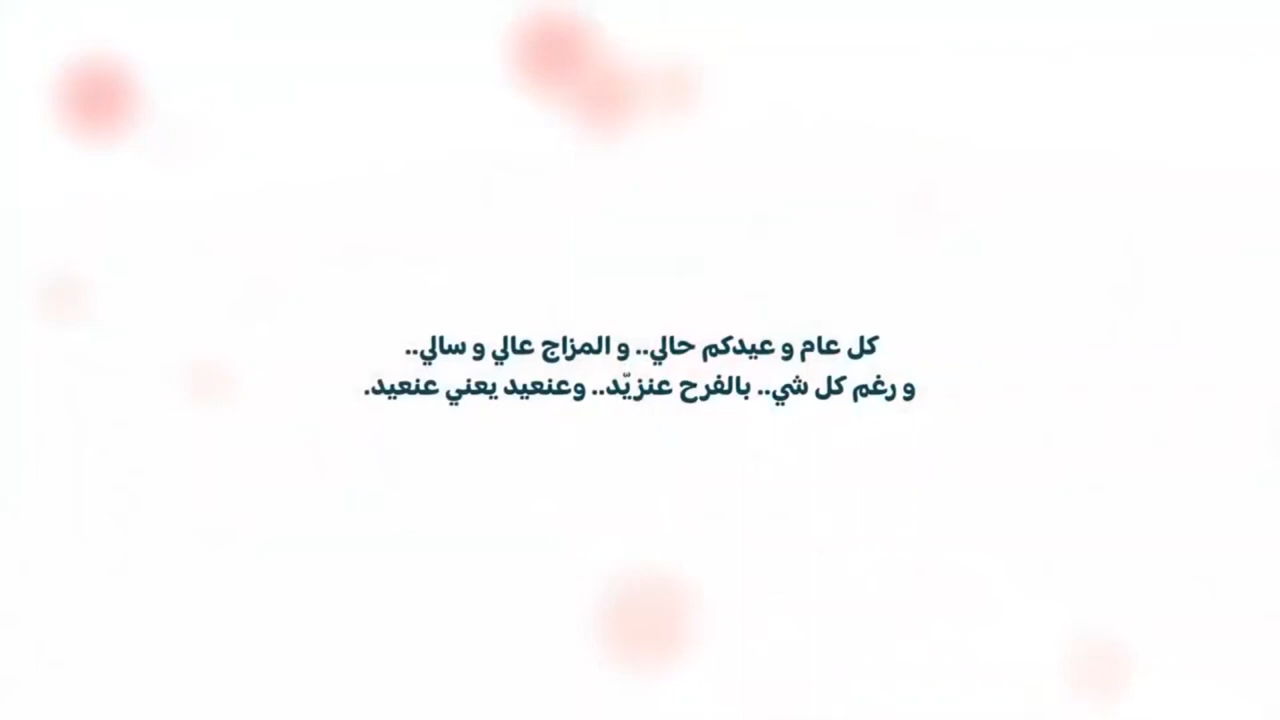 كل عام و عيدكم حالي.. و المزاج عالي و سالي..
و رغم كل شي.. بالفرح عنزيّد.. وعنعيد يعني عنعيد.